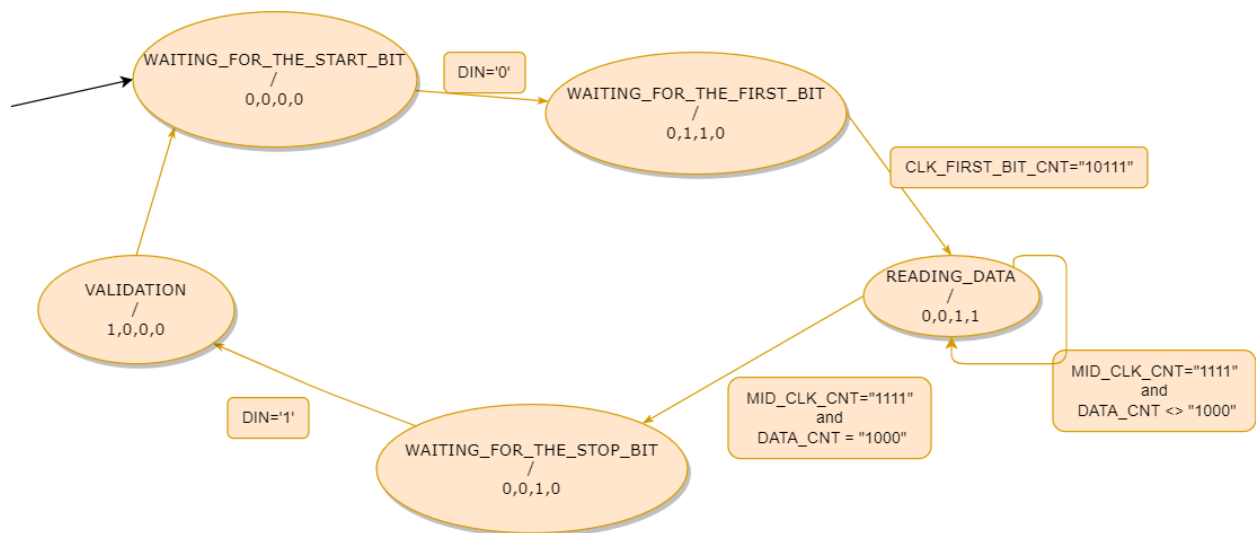 WAITING_FOR_THE_START_BIT
/
0,0,0,0
DIN='0'
WAITING_FOR_THE_FIRST_BIT
/
0,1,1,0
CLK_FIRST_BIT_CNT="10111"
READING_DATA
/
0,0,1,1
MID_CLK_CNT="1111"
and
DATA_CNT <> "1000"
MID_CLK_CNT="1111"
and
DATA_CNT = "1000"
WAITING_FOR_THE_STOP_BIT
/
0,0,1,0
DIN='1'
VALIDATION
/
1,0,0,0